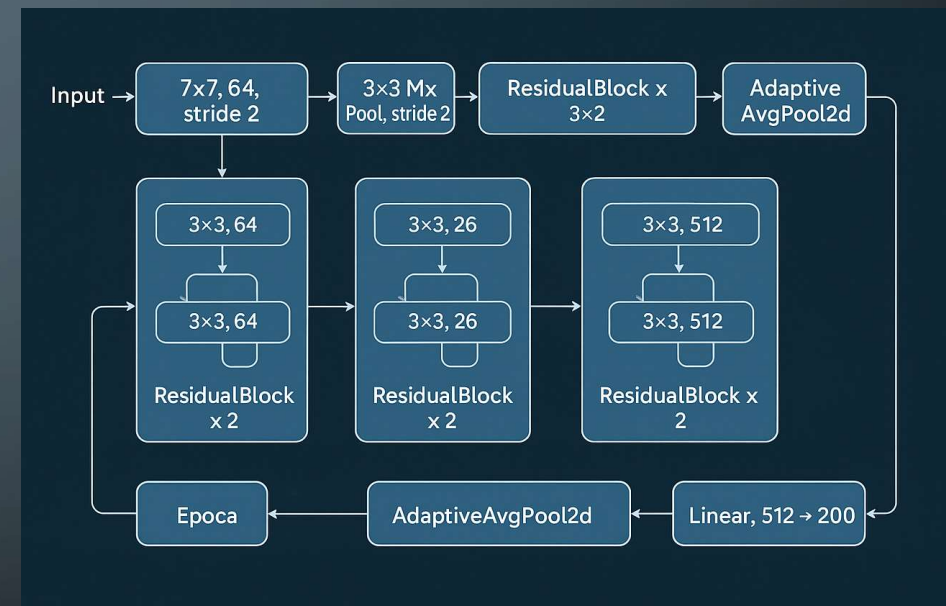 Input
7x7, 64,
stride 2
3×3 Mx
Pool, stride 2
ResidualBlock x
3×2
Adaptive
AvgPool2d
3×3, 64
3×3, 64
ResidualBlock
x 2
3×3, 26
3×3, 26
ResidualBlock
x 2
3×3, 512
3×3, 512
ResidualBlock x
2
Epoca
AdaptiveAvgPool2d
Linear, 512 → 200